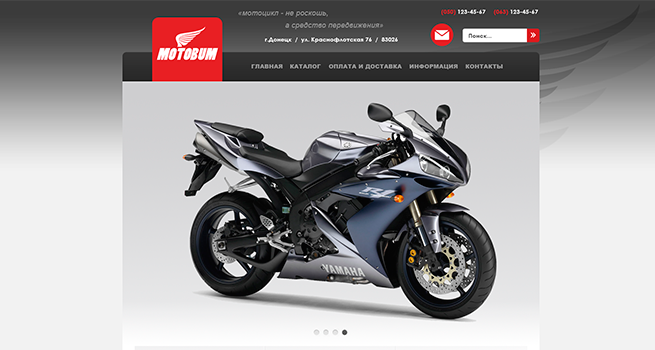 «мотоцикл - не роскошь,
а средство передвижения»
г.Донецк / ул. Краснофлотская 76 / 83026
(050) 123-45-67 (063) 123-45-67
Поиск... »
MOTOBUM
ГЛАВНАЯ КАТАЛОГ ОПЛАТА И ДОСТАВКА ИНФОРМАЦИЯ КОНТАКТЫ
R1
YAMAHA